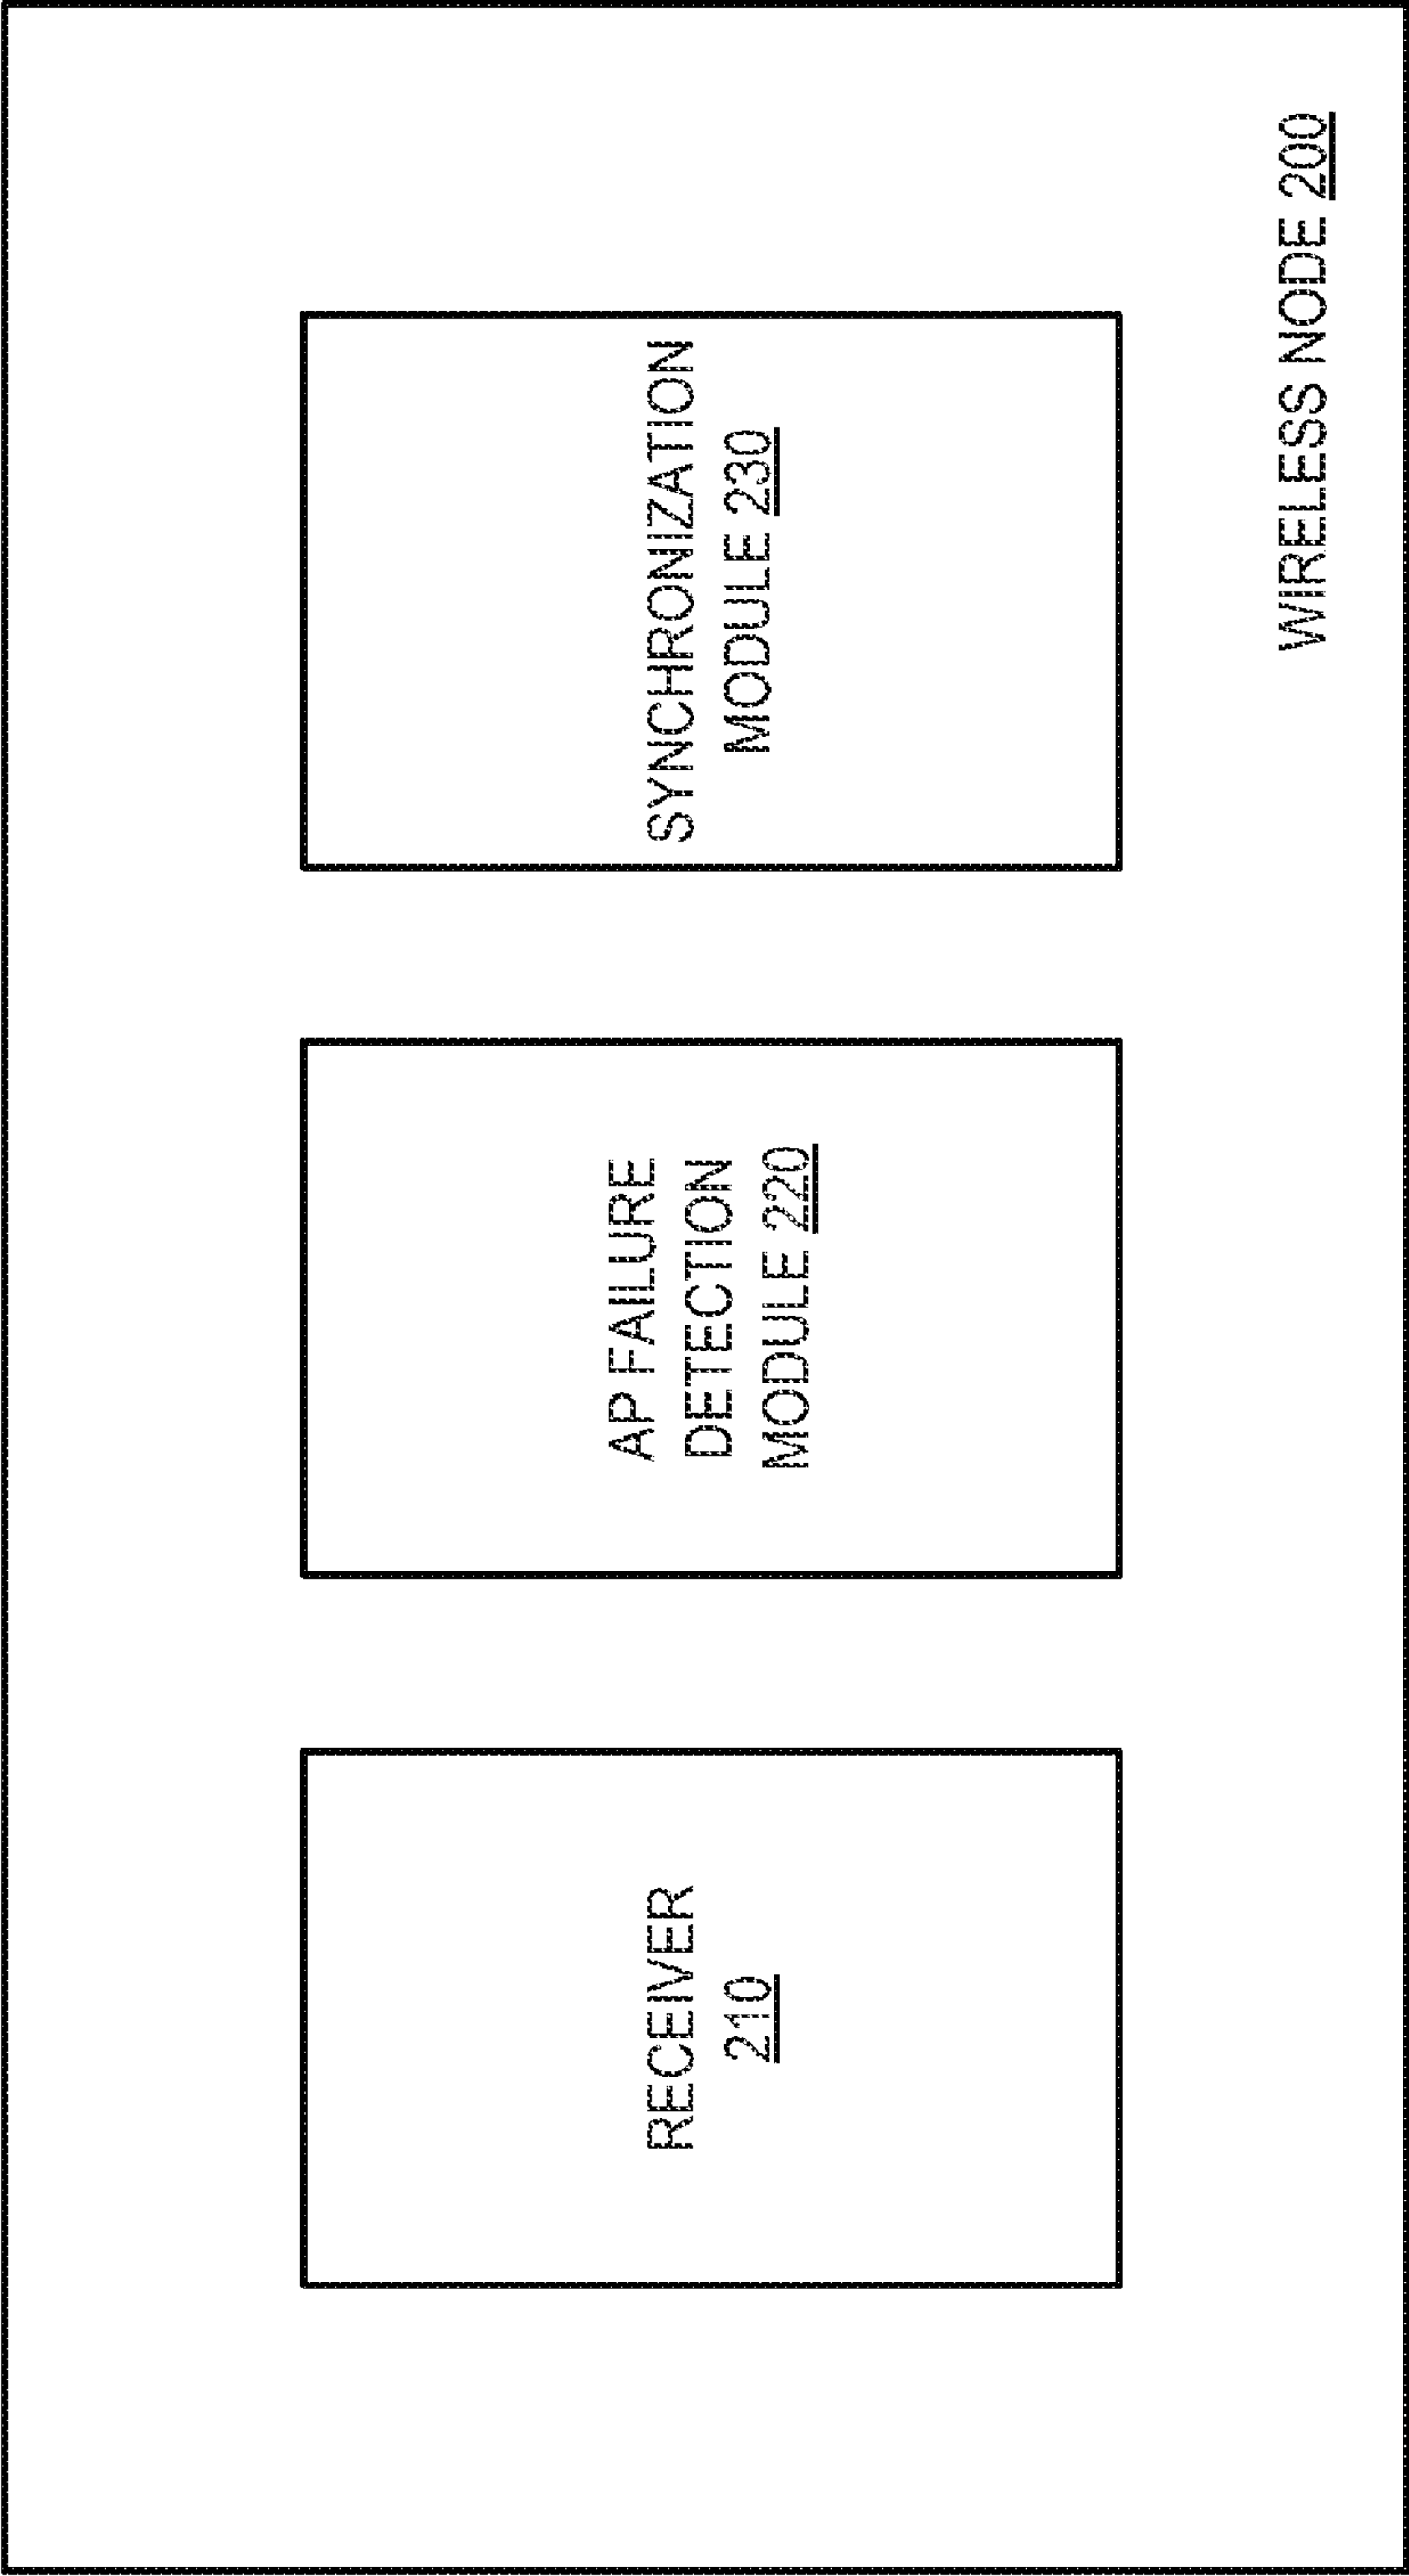 RECEIVER
210
AP FAILURE
DETECTION
MODULE 220
SYNCHRONIZATION
MODULE 230
WIRELESS NODE 200